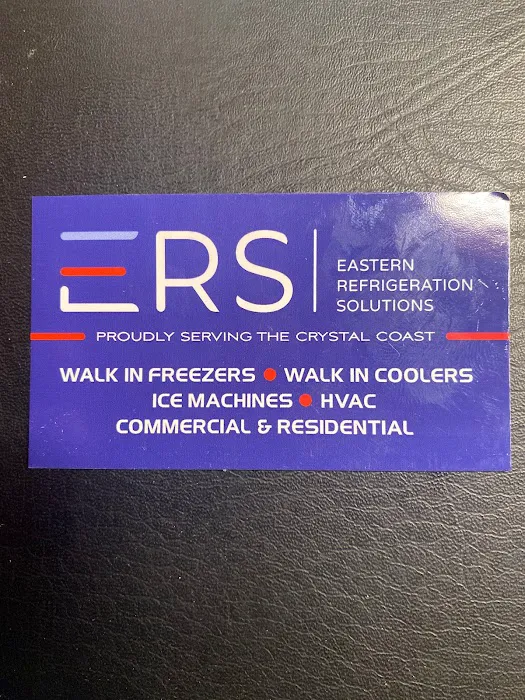 ERS
EASTERN
REFRIGERATION
SOLUTIONS
PROUDLY SERVING THE CRYSTAL COAST
WALK IN FREEZERS • WALK IN COOLERS
ICE MACHINES • HVAC
COMMERCIAL & RESIDENTIAL